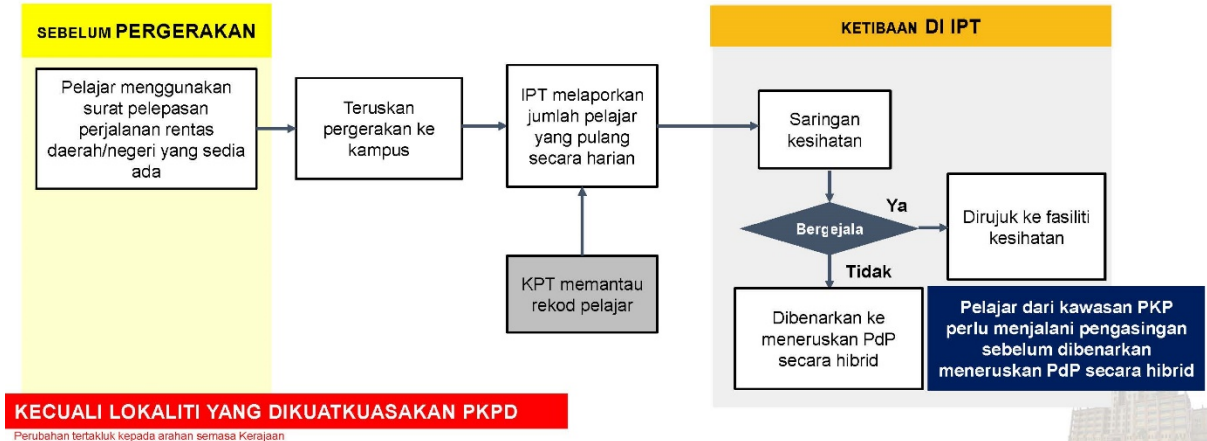 SEBELUM PERGERAKAN
KETIBAAN DI IPT
Pelajar menggunakan
surat pelepasan
perjalanan rentas
daerah/negeri yang sedia
ada
Teruskan
pergerakan ke
kampus
IPT melaporkan
jumlah pelajar
yang pulang
secara harian
KPT memantau
rekod pelajar
Saringan
kesihatan
Bergejala
Ya
Dirujuk ke fasiliti
kesihatan
Tidak
Dibenarkan ke
meneruskan PdP
secara hibrid
Pelajar dari kawasan PKP
perlu menjalani pengasingan
sebelum dibenarkan
meneruskan PdP secara hibrid
KECUALI LOKALITI YANG DIKUATKUASAKAN PKPD
Perubahan tertakluk kepada arahan semasa Kerajaan